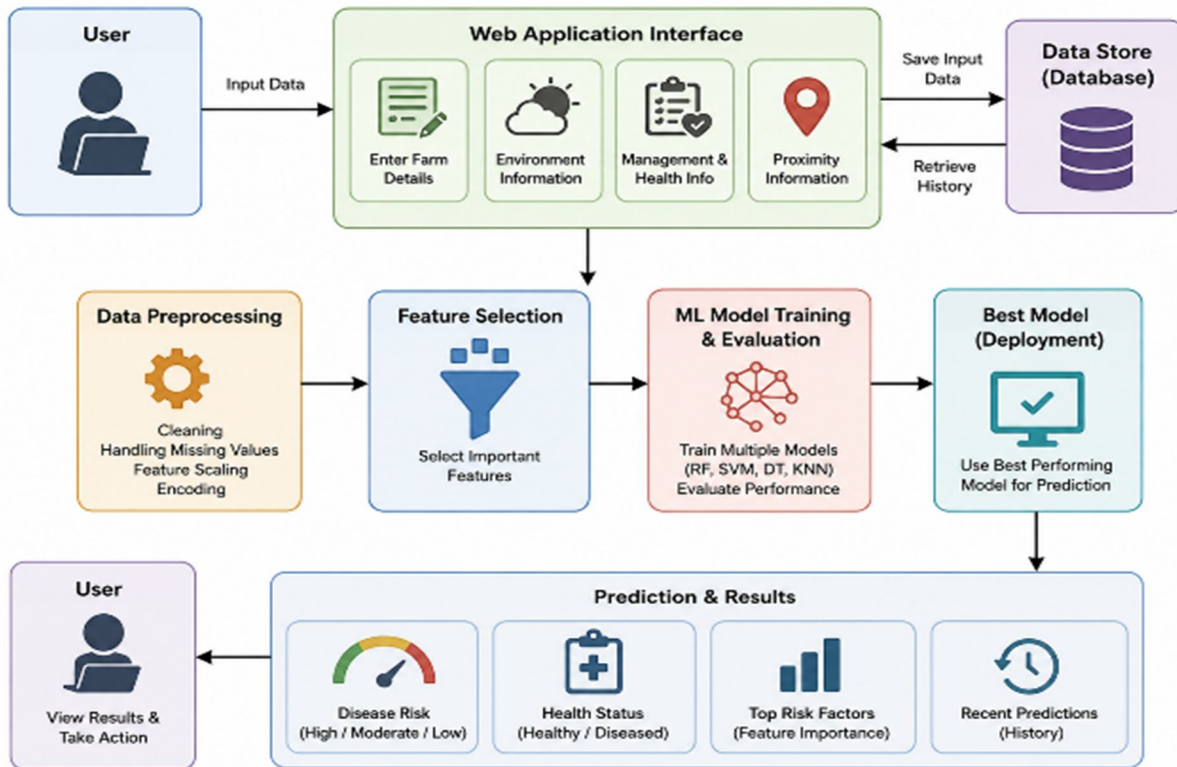 User
Input Data
Web Application Interface
Enter Farm
Details
Environment
Information
Management &
Health Info
Proximity
Information
Save Input
Data
Retrieve
History
Data Store
(Database)
Data Preprocessing
Cleaning
Handling Missing Values
Feature Scaling
Encoding
Feature Selection
Select Important
Features
ML Model Training
& Evaluation
Train Multiple Models
(RF, SVM, DT, KNN)
Evaluate Performance
Best Model
(Deployment)
Use Best Performing
Model for Prediction
User
View Results &
Take Action
Prediction & Results
Disease Risk
(High / Moderate / Low)
Health Status
(Healthy / Diseased)
Top Risk Factors
(Feature Importance)
Recent Predictions
(History)